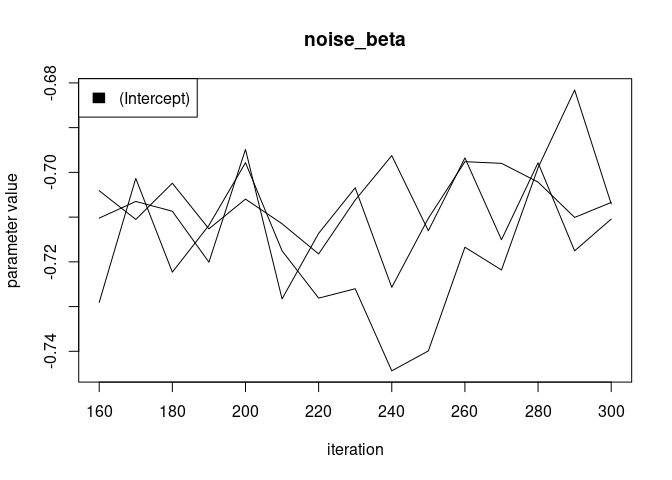 noise_beta
(Intercept)
parameter value
-0.68
-0.70
-0.72
-0.74
160 180 200 220 240 260 280 300
iteration